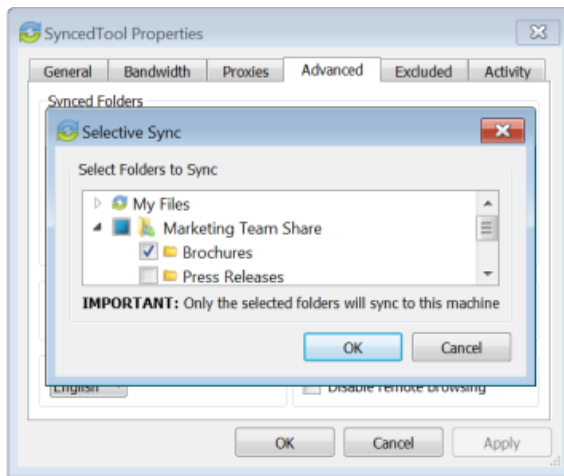 SyncedTool Properties
General Bandwidth Proxies Advanced Excluded Activity
Synced Folders
Selective Sync
Select Folders to Sync
My Files
Marketing Team Share
Brochures
Press Releases
IMPORTANT: Only the selected folders will sync to this machine
OK Cancel
English Disable remote browsing
OK Cancel Apply